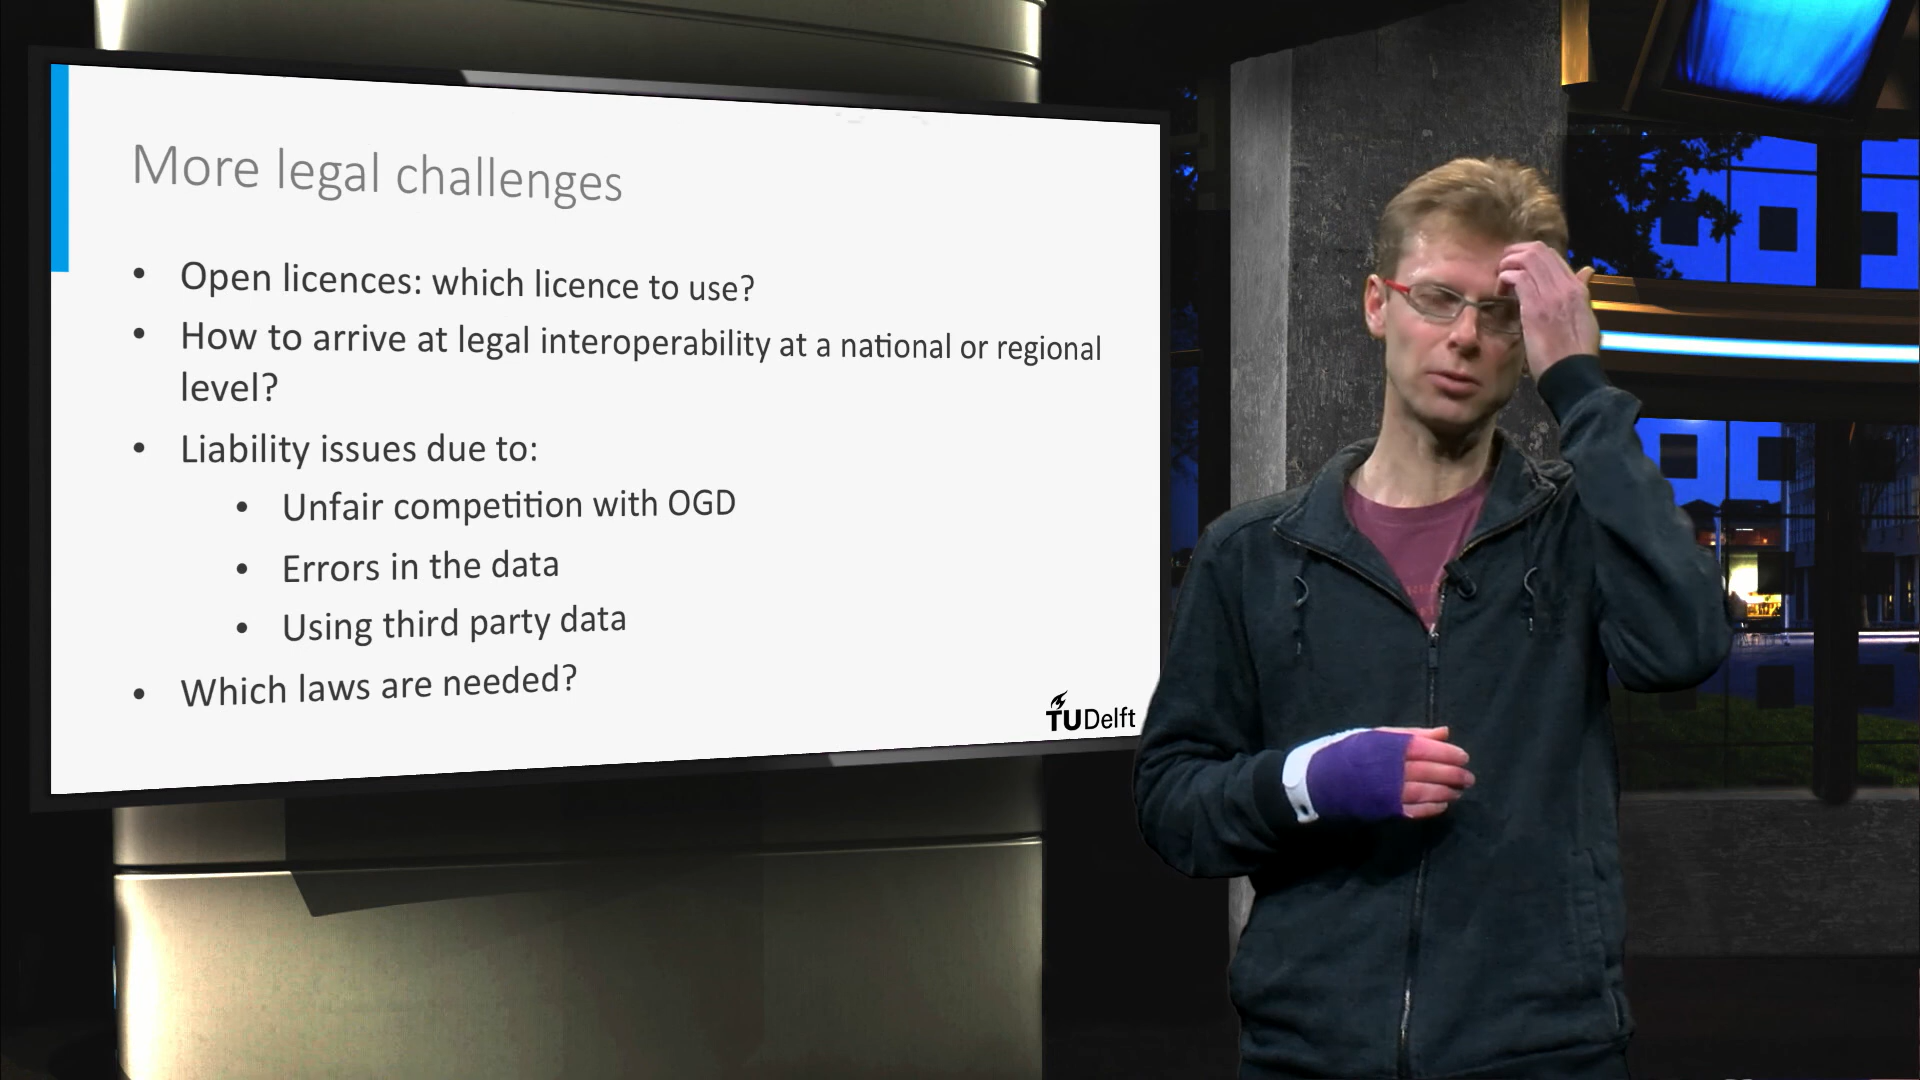 More legal challenges
• Open licences: which licence to use?
• How to arrive at legal interoperability at a national or regional
level?
• Liability issues due to:
• Unfair competition with OGD
• Errors in the data
• Using third party data
• Which laws are needed?
TUDelft